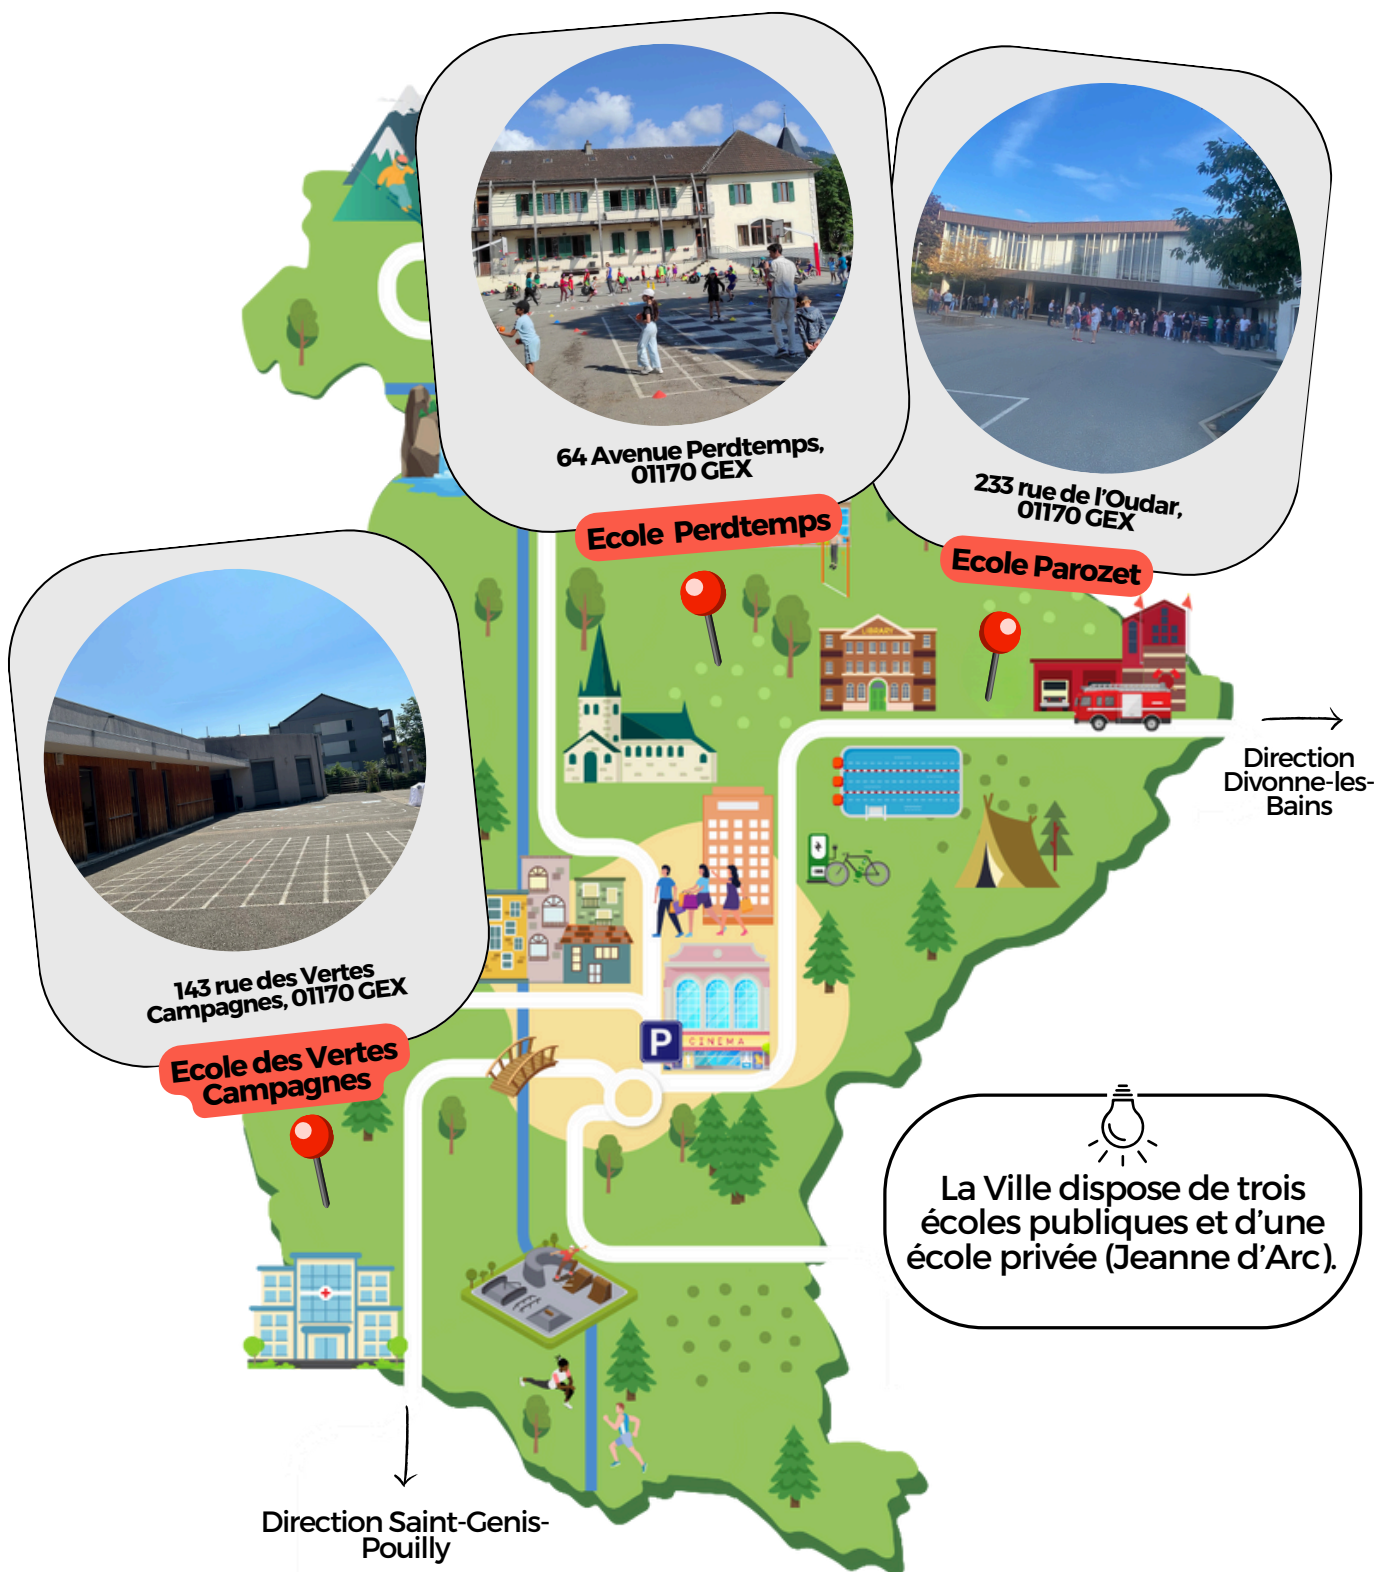 64 Avenue Perdtemps,
01170 GEX
Ecole Perdtemps
233 rue de l'Oudar,
01170 GEX
Ecole Parozet
LIBRARY
Direction
Divonne-les-
Bains
143 rue des Vertes
Campagnes, 01170 GEX
Ecole des Vertes
Campagnes
P
CINEMA
La Ville dispose de trois
écoles publiques et d'une
école privée (Jeanne d'Arc).
Direction Saint-Genis-
Pouilly